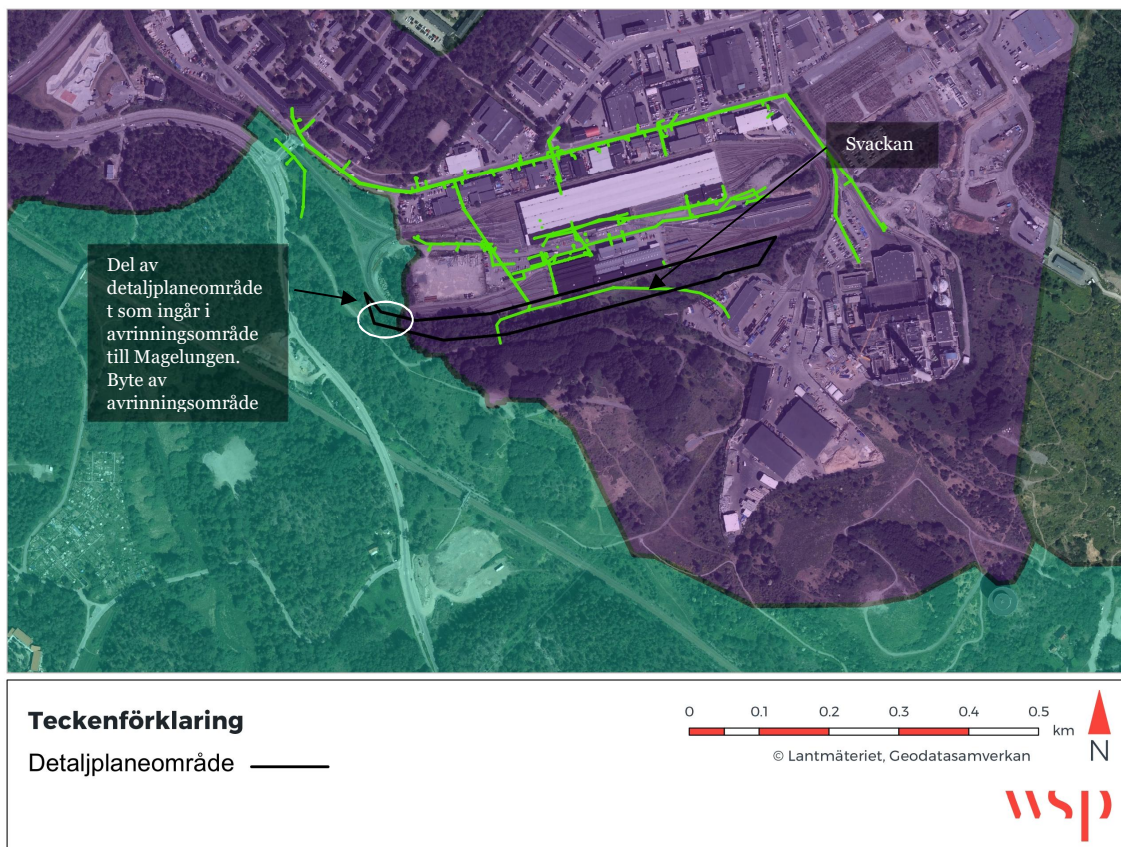 Svackan
Del av
detaljplaneområde
t som ingår i
avrinningsområde
till Magelungen.
Byte av
avrinningsområde
Teckenförklaring
Detaljplaneområde
0 0.1 0.2 0.3 0.4 0.5
km
© Lantmäteriet, Geodatasamverkan
N
wsp